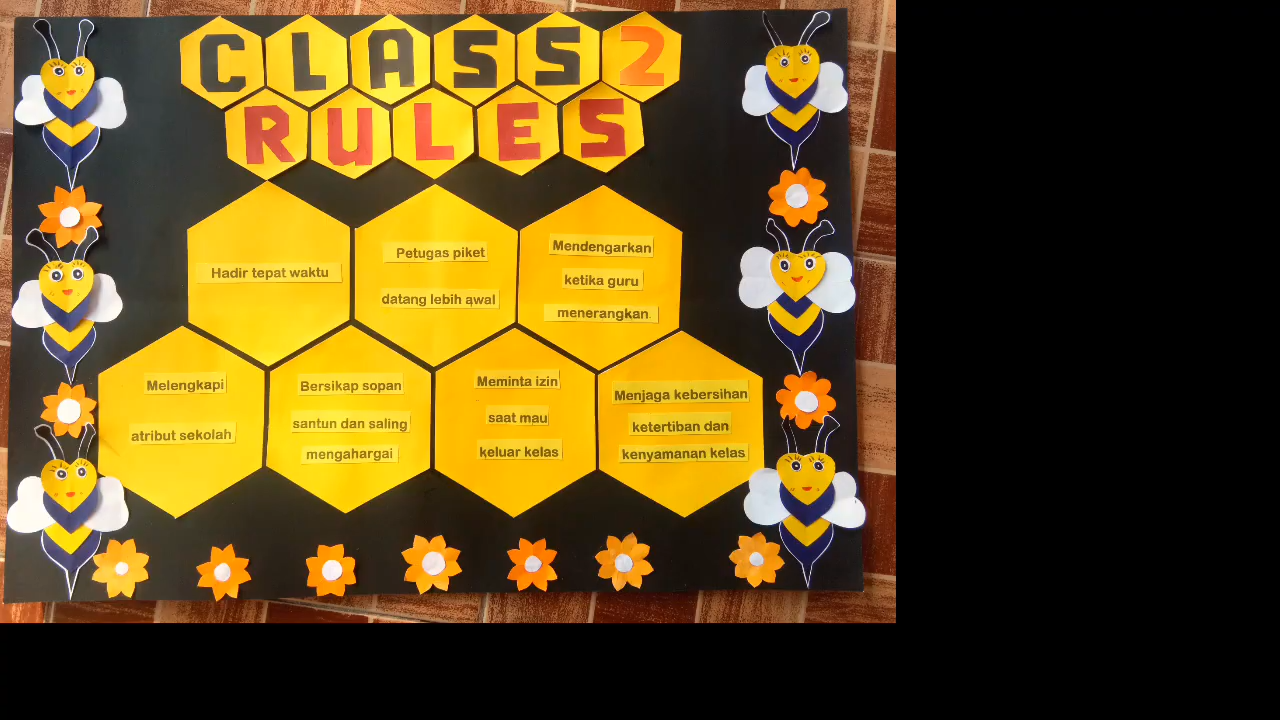 CLASS 2
RULES
Hadir tepat waktu
Petugas piket
datang lebih awal
Mendengarkan
ketika guru
menerangkan.
Melengkapi
atribut sekolah
Bersikap sopan
santun dan saling
mengahargai
Meminta izin
saat mau
keluar kelas
Menjaga kebersihan
ketertiban dan
kenyamanan kelas